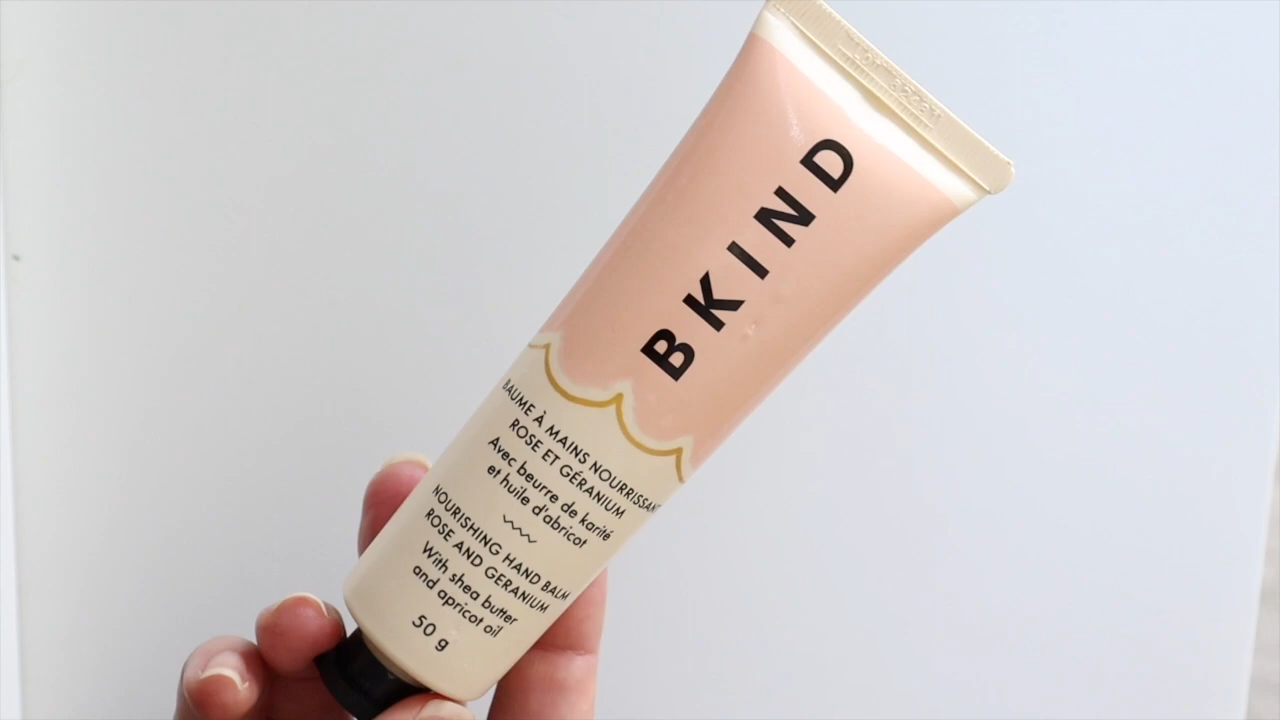 BKIND
BAUME À MAINS NOURRISSANT
ROSE ET GÉRANIUM
Avec beurre de karité
et huile d'abricot
NOURISHING HAND BALM
ROSE AND GERANIUM
With shea butter
and apricot oil
50 g